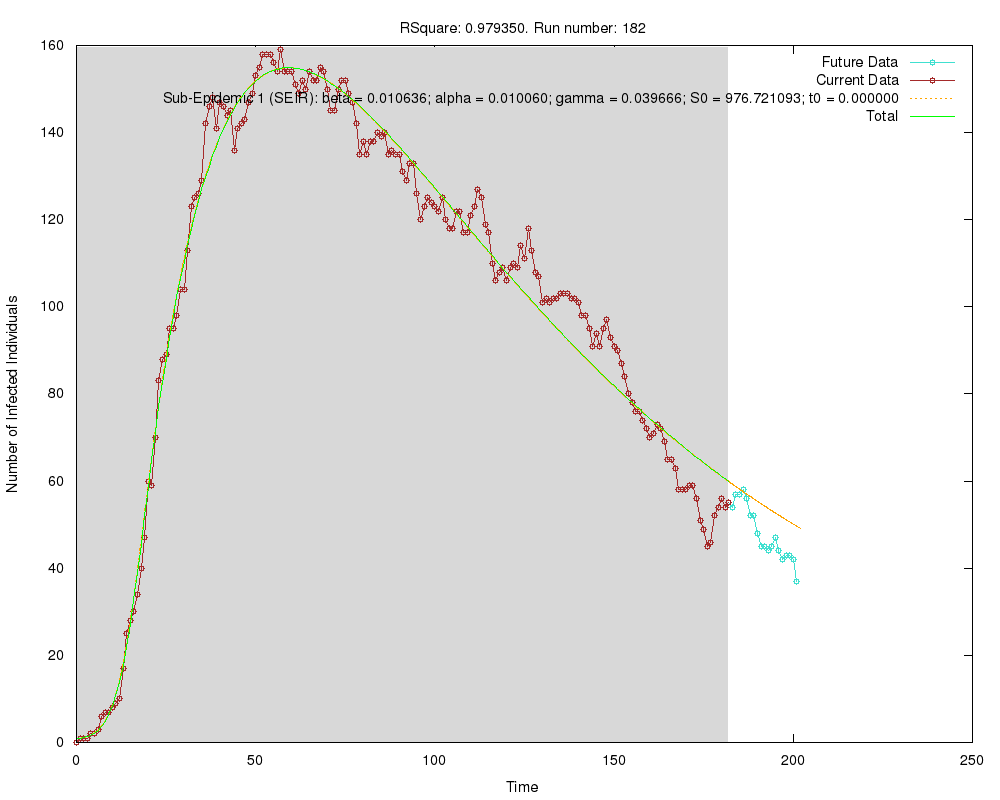 RSquare: 0.979350. Run number: 182
160
140
120
100
80
60
40
20
0
Number of Infected Individuals
Future Data
Current Data
Sub-Epidemic 1 (SEIR): beta = 0.010636; alpha = 0.010060; gamma = 0.039666; S0 = 976.721093; t0 = 0.000000
Total
0 50 100 150 200 250
Time